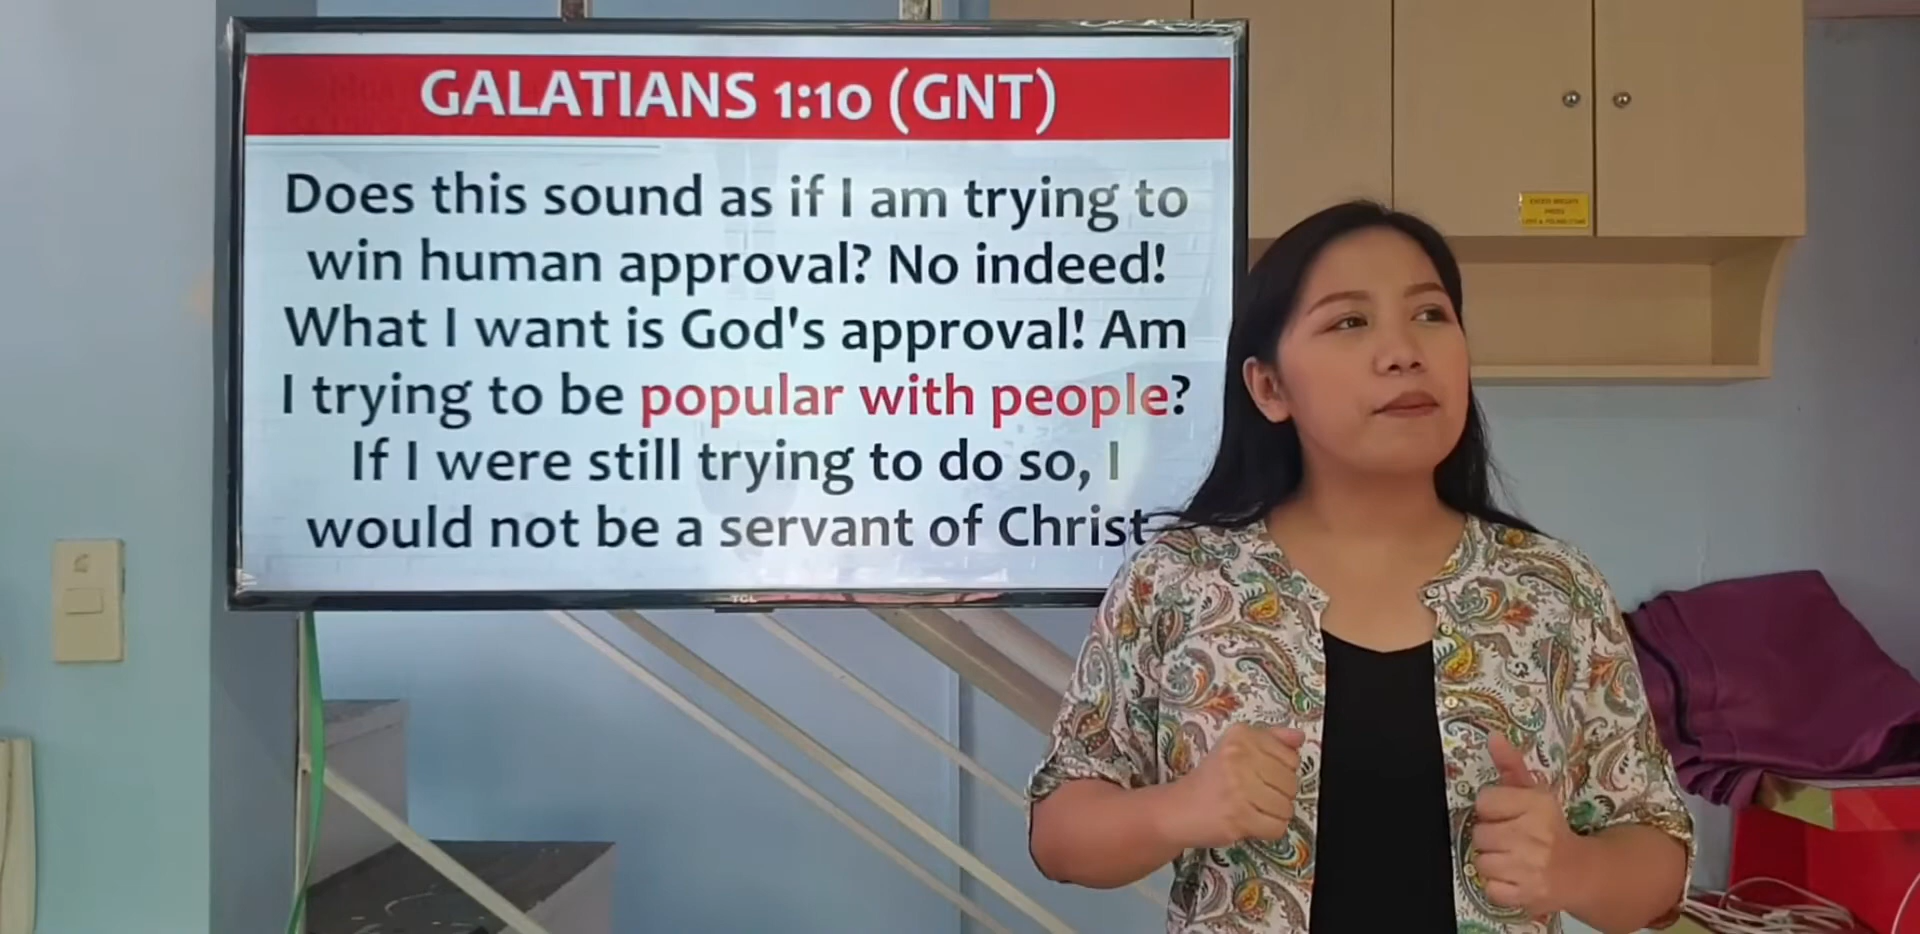 GALATIANS 1:10 (GNT)
Does this sound as if I am trying to
win human approval? No indeed!
What I want is God's approval! Am
I trying to be popular with people?
If I were still trying to do so, I
would not be a servant of Christ
TCL